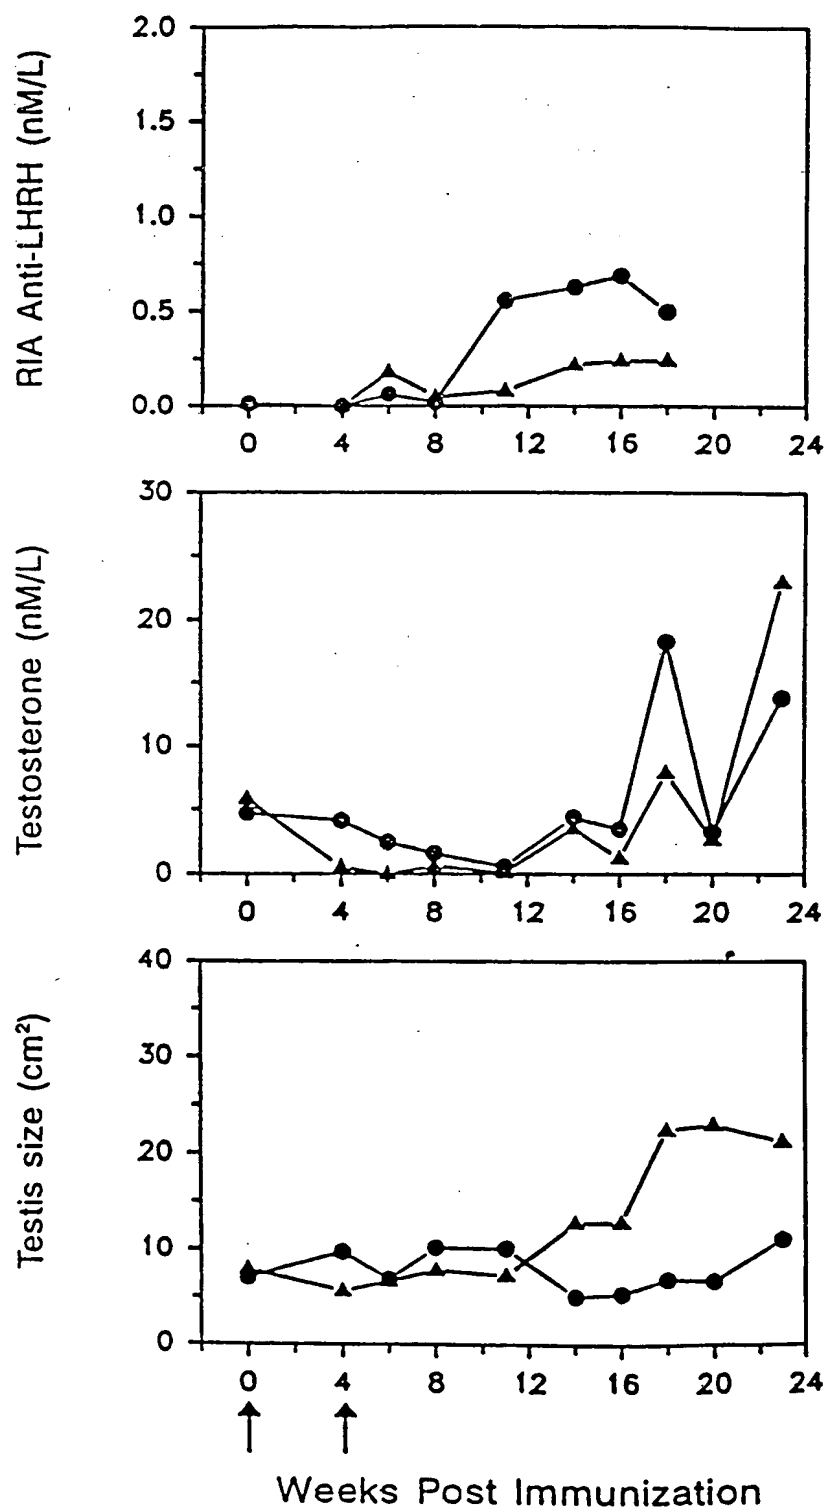 RIA Anti-LHRH (nM/L)
2.0
1.5
1.0
0.5
0.0
0 4 8 12 16 20 24
Testosterone (nM/L)
30
20
10
0
0 4 8 12 16 20 24
Testis size (cm²)
40
30
20
10
0
0 4 8 12 16 20 24
Weeks Post Immunization